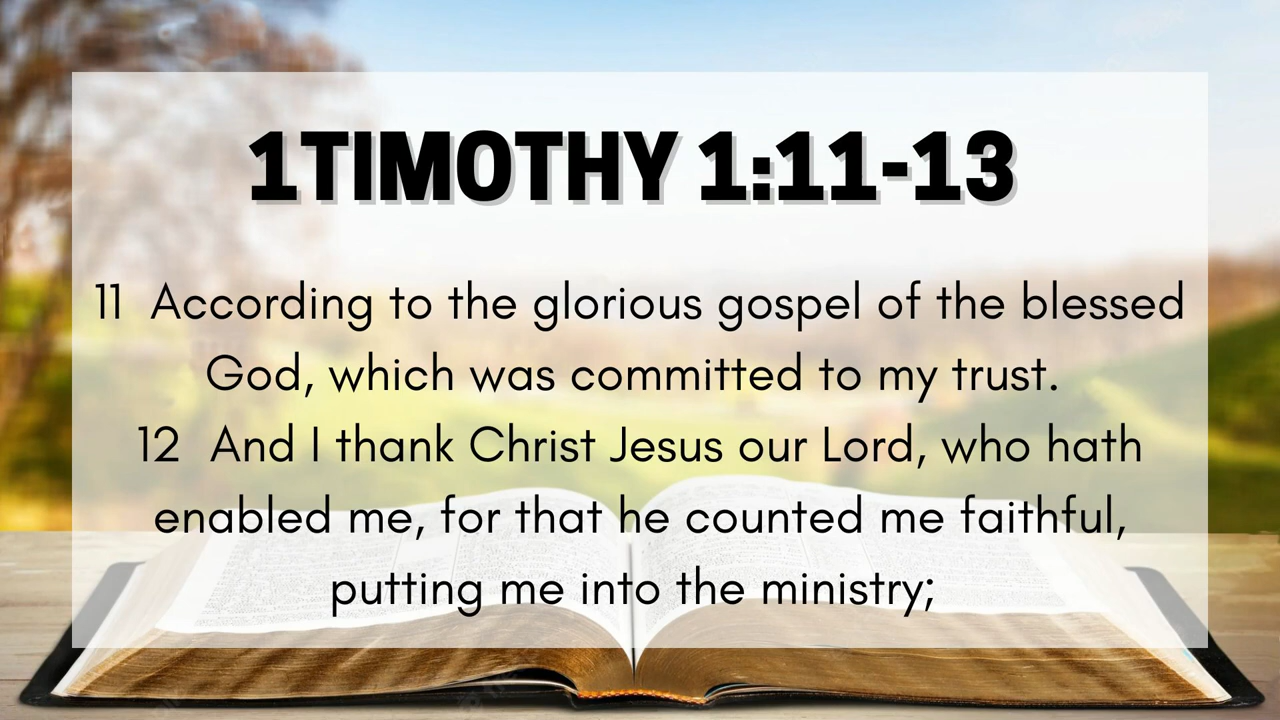 1TIMOTHY 1:11-13
11 According to the glorious gospel of the blessed
God, which was committed to my trust.
12 And I thank Christ Jesus our Lord, who hath
enabled me, for that he counted me faithful,
putting me into the ministry;